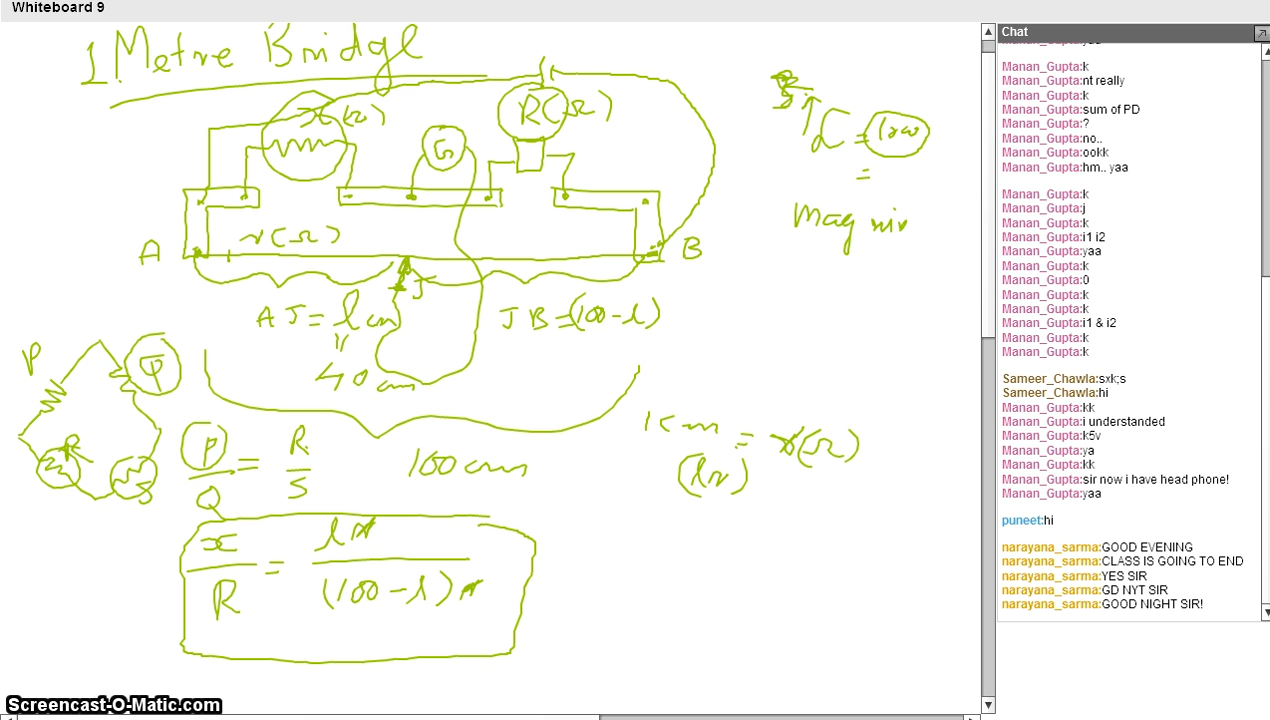 Whiteboard 9
1 Metre Bridge
x(Ω)
R(Ω)
G
r(Ω)
A
B
J
AJ = l cm
JB = (100 - l)
40 cm
L =
Mag
P
Q
R
S
P/Q = R/S
100 cms
1 cm = r(Ω)
(lr)
x/R = lr/(100 - l)r
Chat
Manan_Gupta:k
Manan_Gupta:nt really
Manan_Gupta:k
Manan_Gupta:sum of PD
Manan_Gupta:?
Manan_Gupta:no..
Manan_Gupta:ookk
Manan_Gupta:hm.. yaa
Manan_Gupta:k
Manan_Gupta:j
Manan_Gupta:k
Manan_Gupta:i1 i2
Manan_Gupta:yaa
Manan_Gupta:k
Manan_Gupta:0
Manan_Gupta:k
Manan_Gupta:k
Manan_Gupta:i1 & i2
Manan_Gupta:k
Manan_Gupta:k
Sameer_Chawla:sxk;s
Sameer_Chawla:hi
Manan_Gupta:kk
Manan_Gupta:i understanded
Manan_Gupta:k5v
Manan_Gupta:ya
Manan_Gupta:kk
Manan_Gupta:sir now i have head phone!
Manan_Gupta:yaa
puneet:hi
narayana_sarma:GOOD EVENING
narayana_sarma:CLASS IS GOING TO END
narayana_sarma:YES SIR
narayana_sarma:GD NYT SIR
narayana_sarma:GOOD NIGHT SIR!
Screencast-O-Matic.com